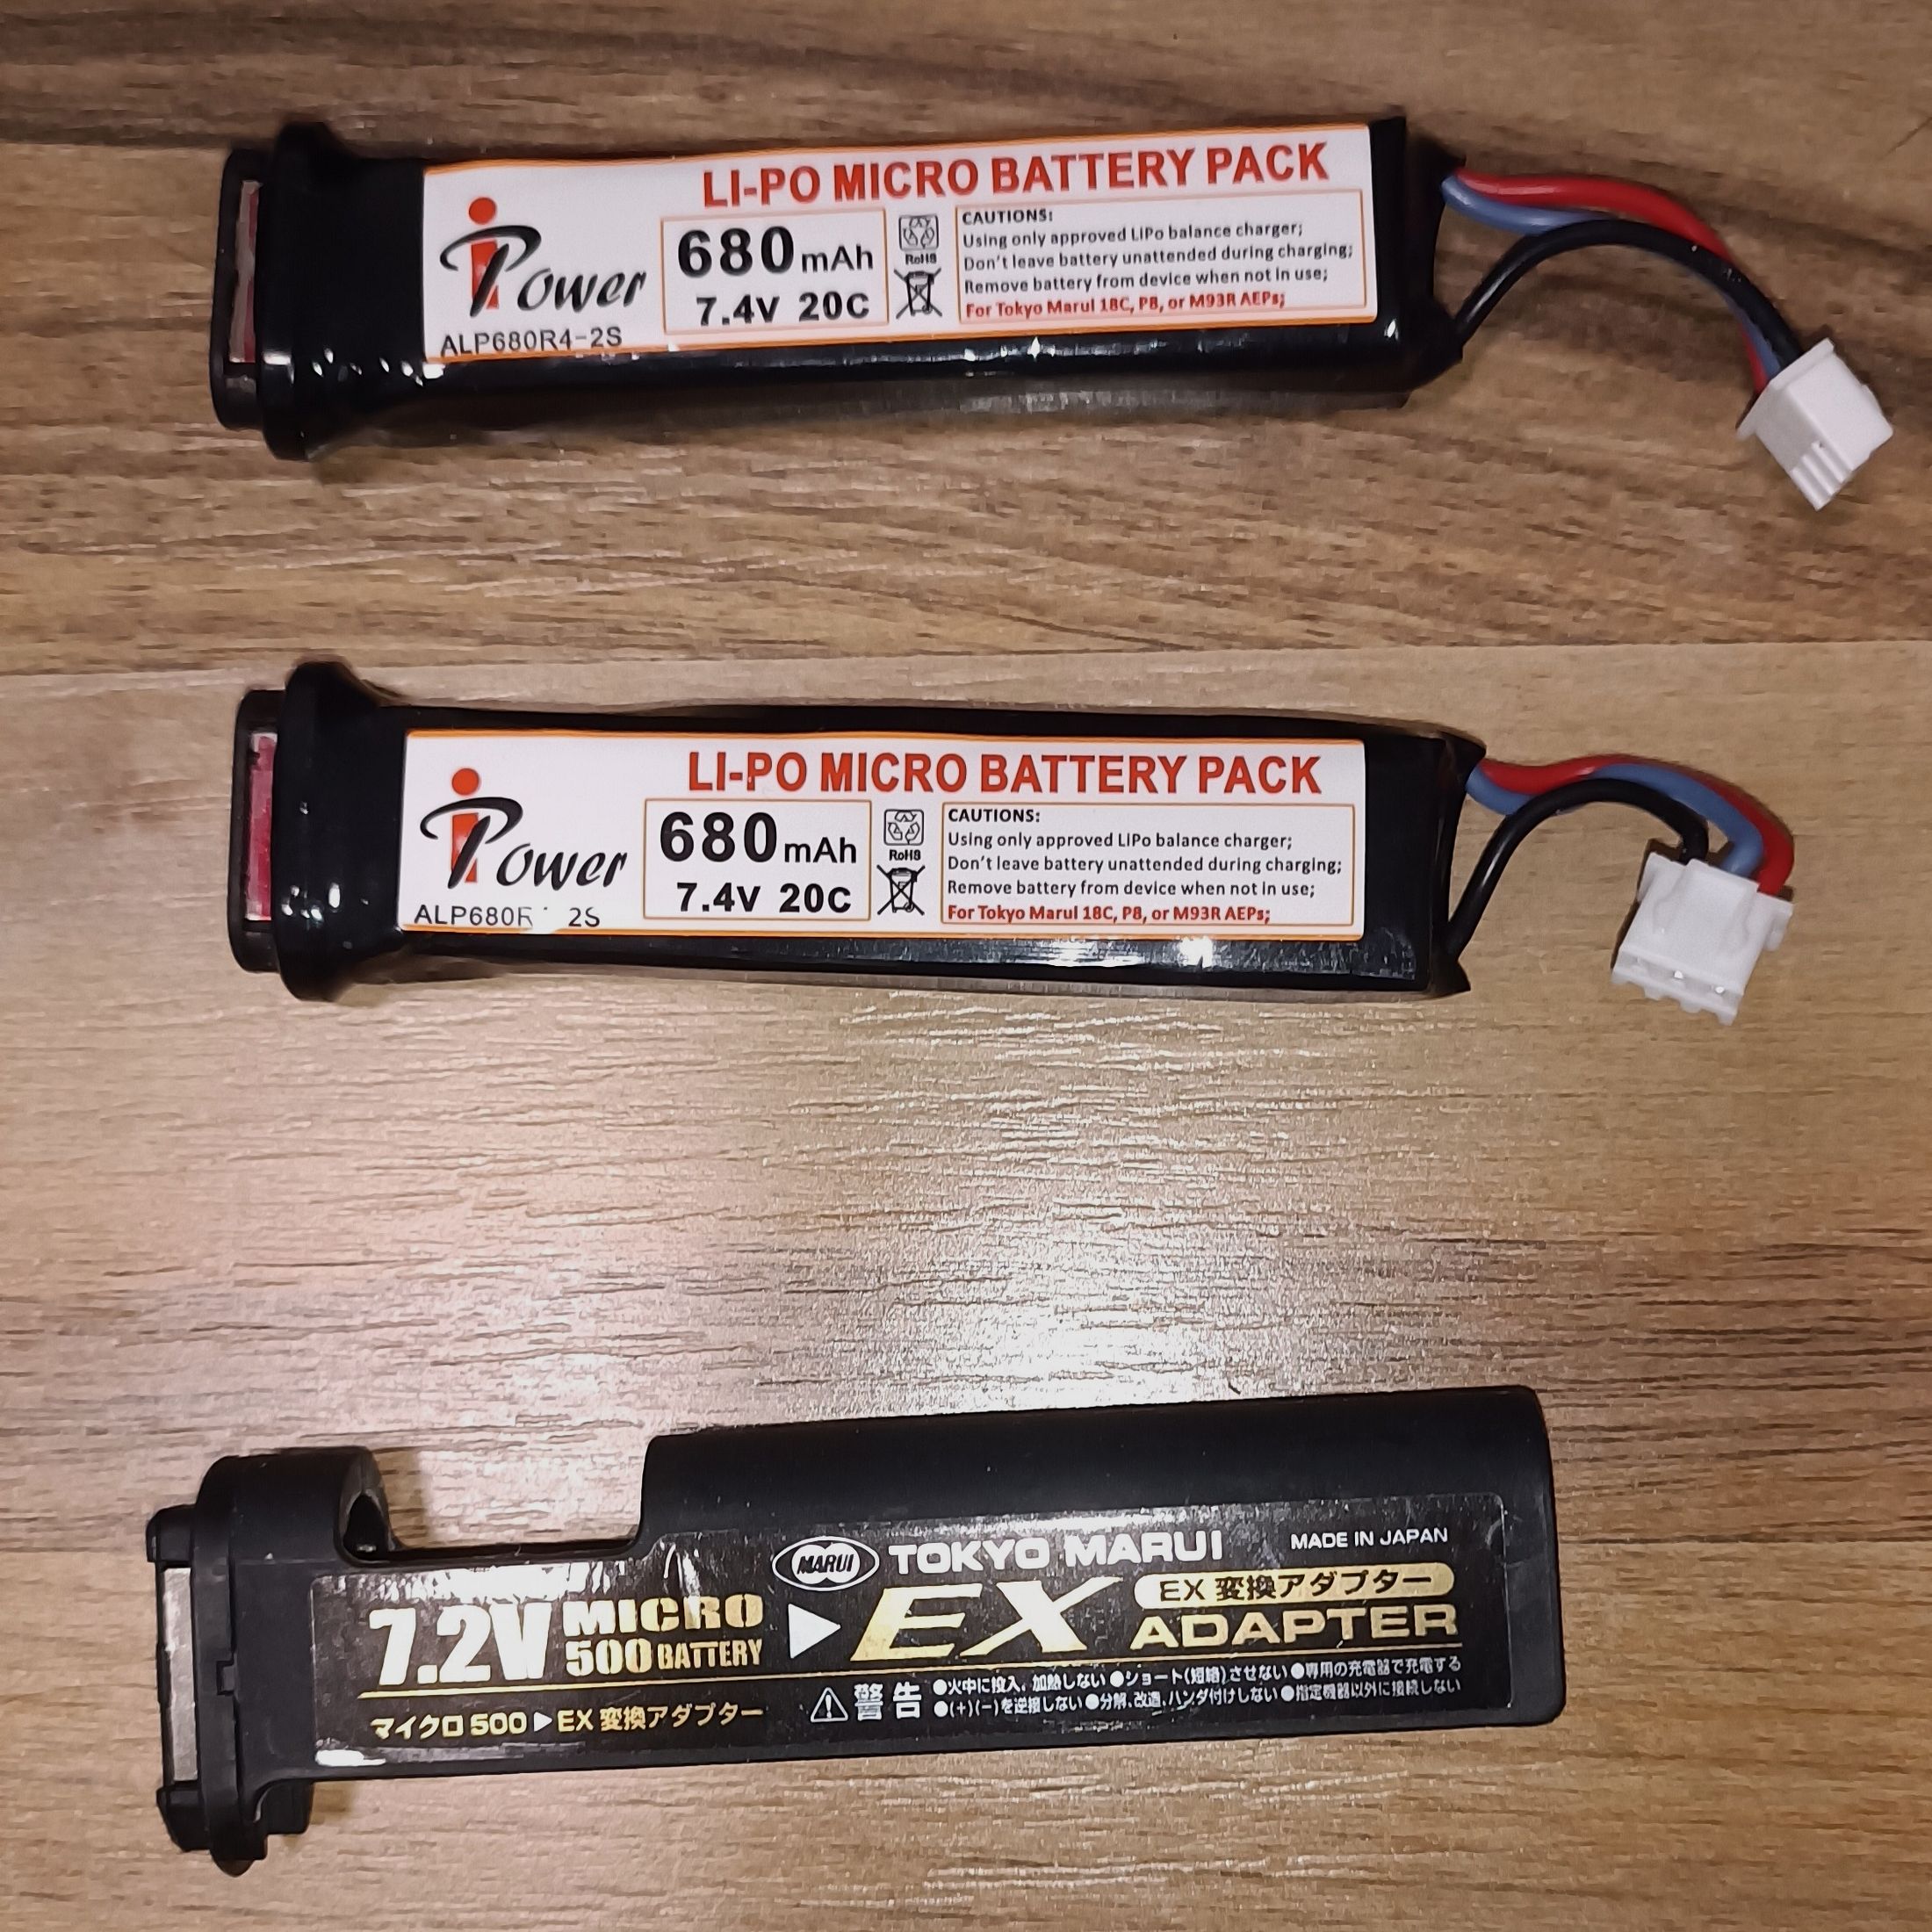 LI-PO MICRO BATTERY PACK
iPower
680mAh
7.4V 20C
ALP680R4-2S
RoHS
CAUTIONS:
Using only approved LiPo balance charger;
Don't leave battery unattended during charging;
Remove battery from device when not in use;
For Tokyo Marui 18C, P8, or M93R AEPs;
LI-PO MICRO BATTERY PACK
iPower
680mAh
7.4V 20C
ALP680R 2S
RoHS
CAUTIONS:
Using only approved LiPo balance charger;
Don't leave battery unattended during charging;
Remove battery from device when not in use;
For Tokyo Marui 18C, P8, or M93R AEPs;
MARUI TOKYO MARUI MADE IN JAPAN
7.2V MICRO 500 BATTERY ▶ EX
EX 変換アダプター
ADAPTER
マイクロ500▶EX 変換アダプター
警告
●火中に投入、加熱しない ●ショート(短絡)させない ●専用の充電器で充電する
●(+)(−)を逆接しない ●分解、改造、ハンダ付けしない ●指定機器以外に接続しない